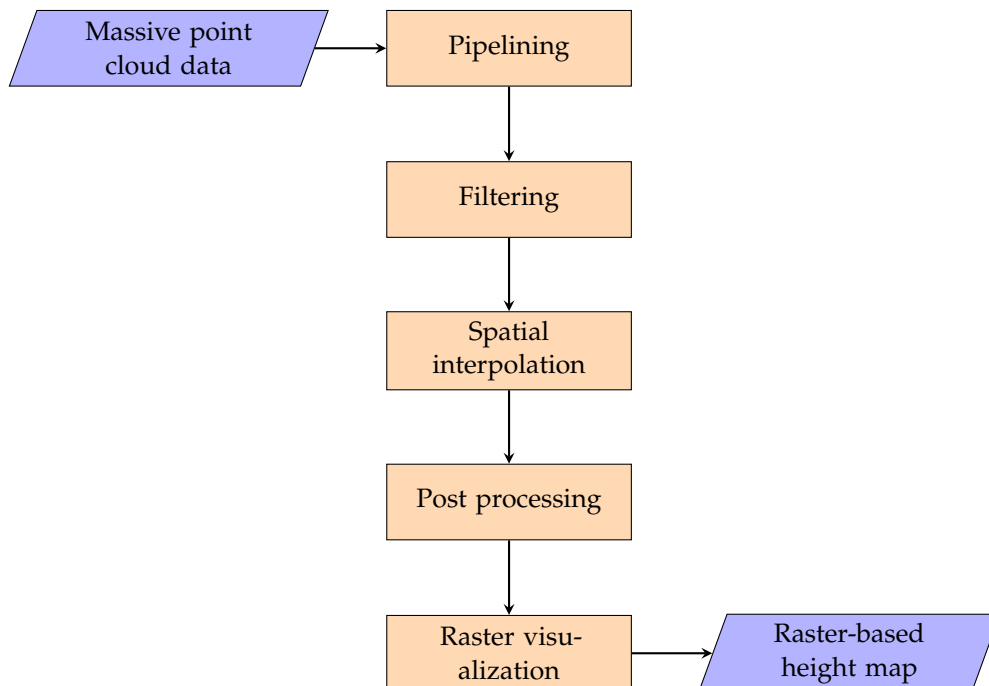 Massive point
cloud data
Pipelining
Filtering
Spatial
interpolation
Post processing
Raster visu-
alization
Raster-based
height map